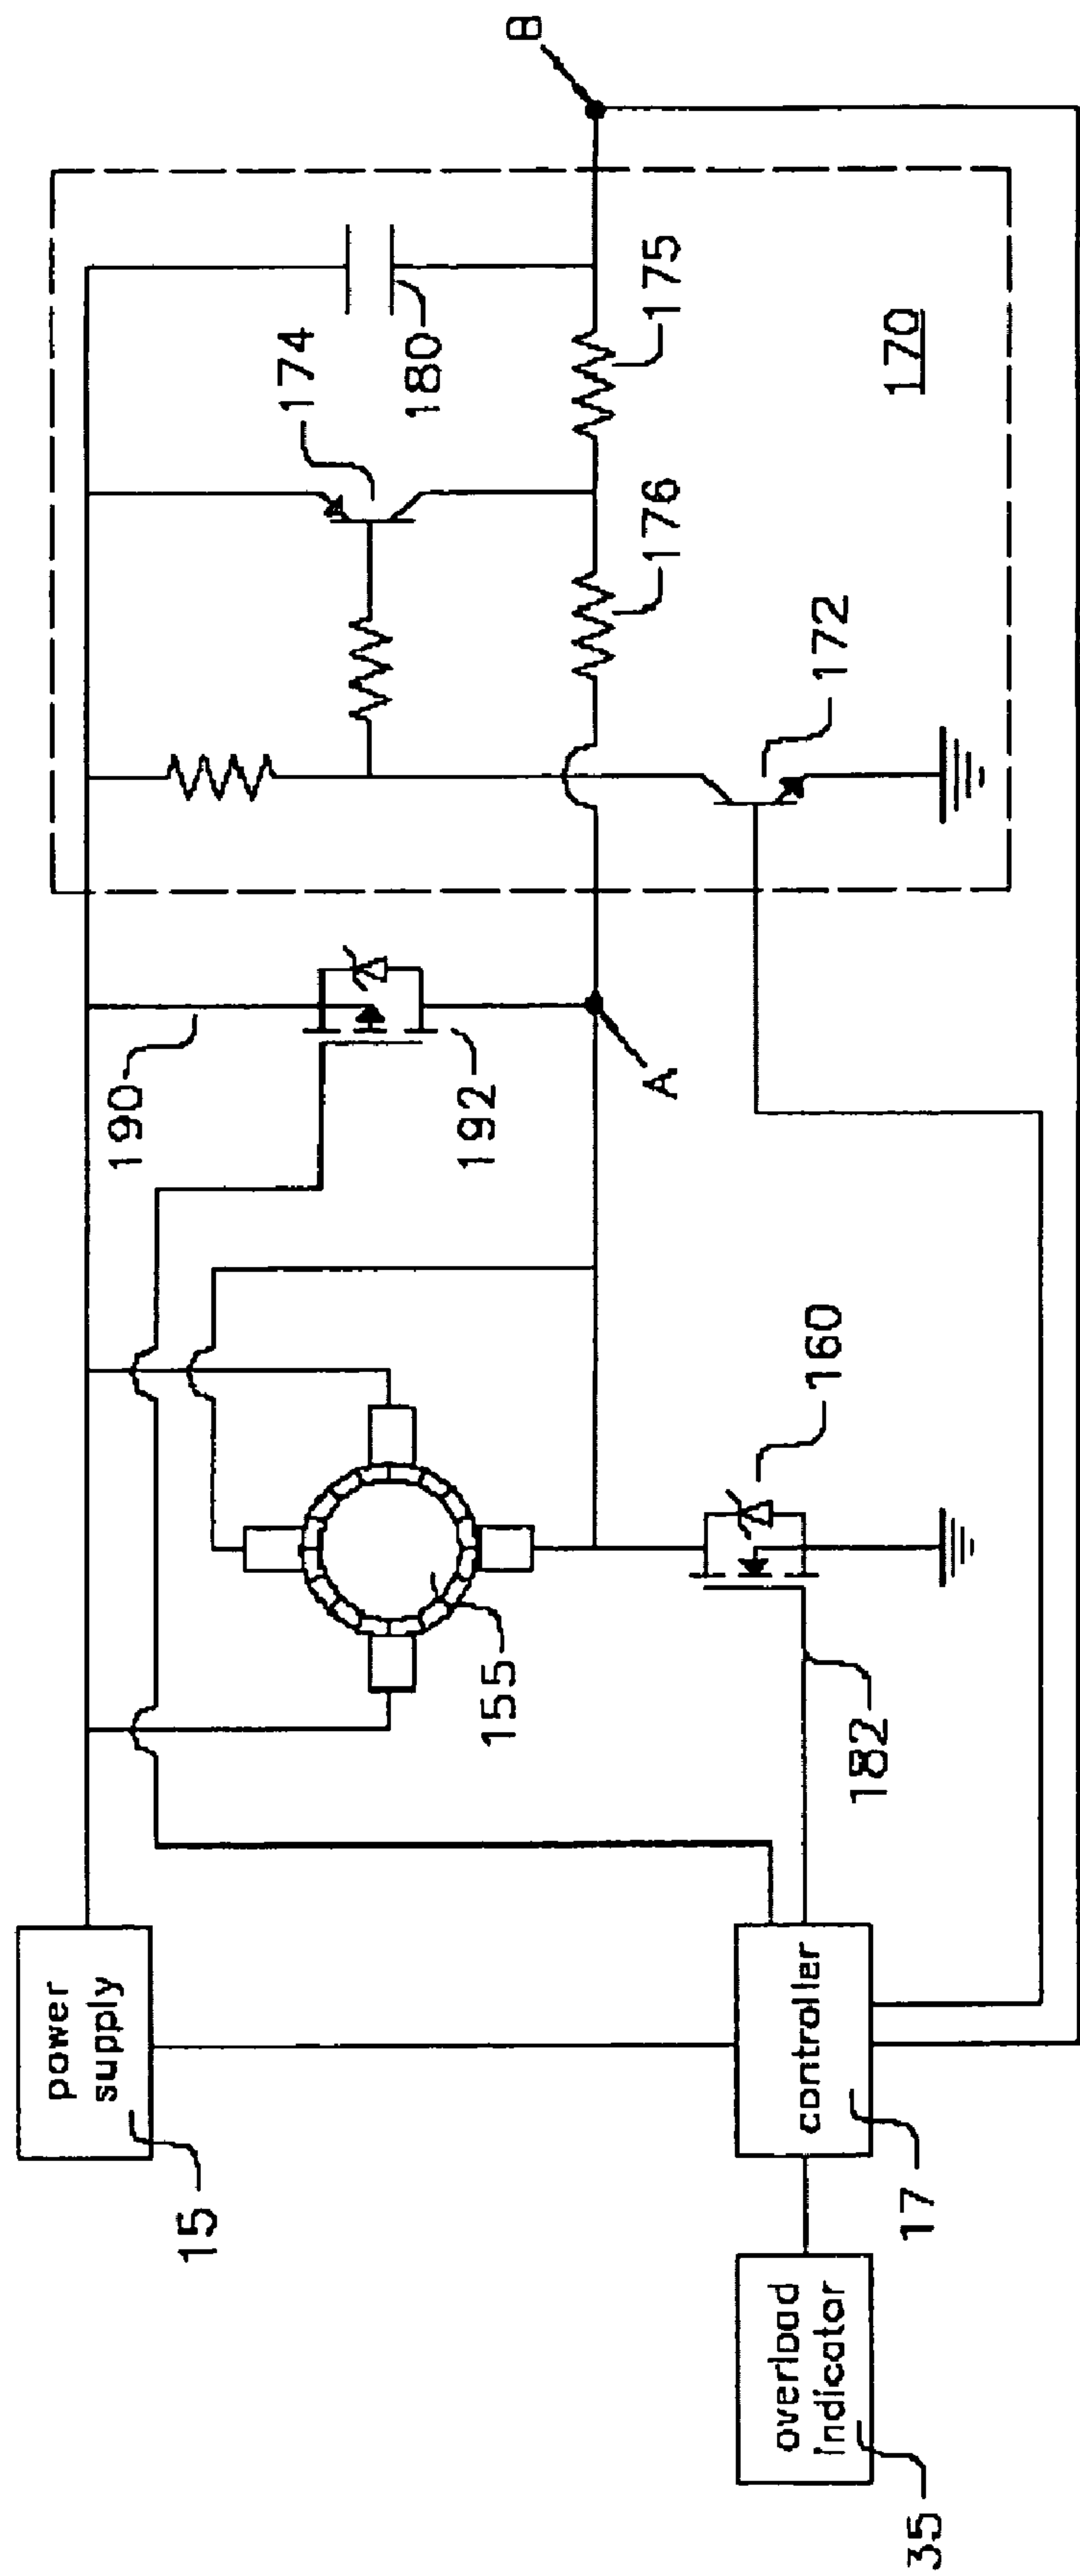 B
174
180
175
176
172
170
190
192
A
160
155
182
power
supply
15
controller
17
overload
indicator
35